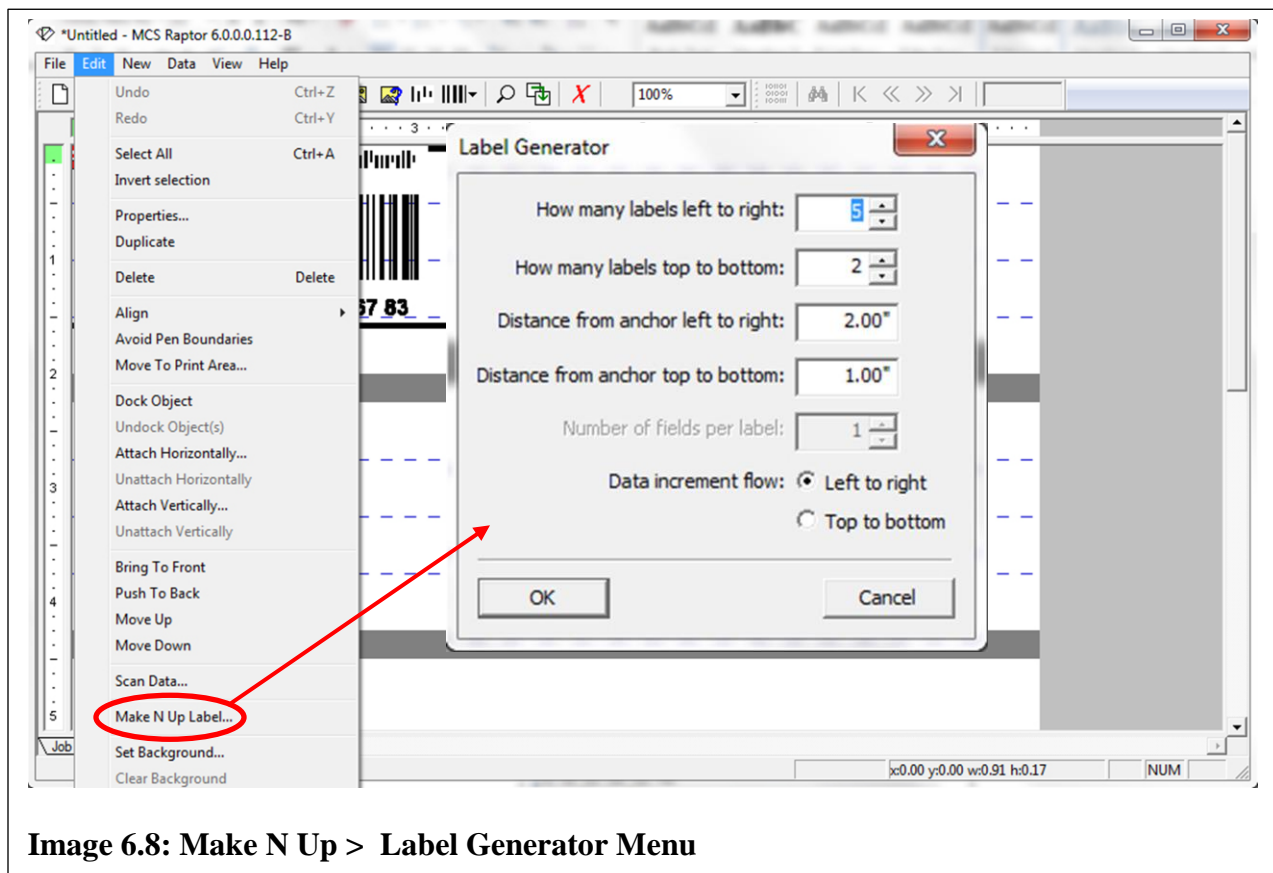 *Untitled - MCS Raptor 6.0.0.0.112-B
File Edit New Data View Help
100%
Undo Ctrl+Z
Redo Ctrl+Y
Select All Ctrl+A
Invert selection
Properties...
Duplicate
Delete Delete
Align
Avoid Pen Boundaries
Move To Print Area...
Dock Object
Undock Object(s)
Attach Horizontally...
Unattach Horizontally
Attach Vertically...
Unattach Vertically
Bring To Front
Push To Back
Move Up
Move Down
Scan Data...
Make N Up Label...
Set Background...
Clear Background
3
1
2
3
4
5
67 83
Label Generator
How many labels left to right: 5
How many labels top to bottom: 2
Distance from anchor left to right: 2.00"
Distance from anchor top to bottom: 1.00"
Number of fields per label: 1
Data increment flow: Left to right
Top to bottom
OK Cancel
Job
x:0.00 y:0.00 w:0.91 h:0.17 NUM
Image 6.8: Make N Up > Label Generator Menu